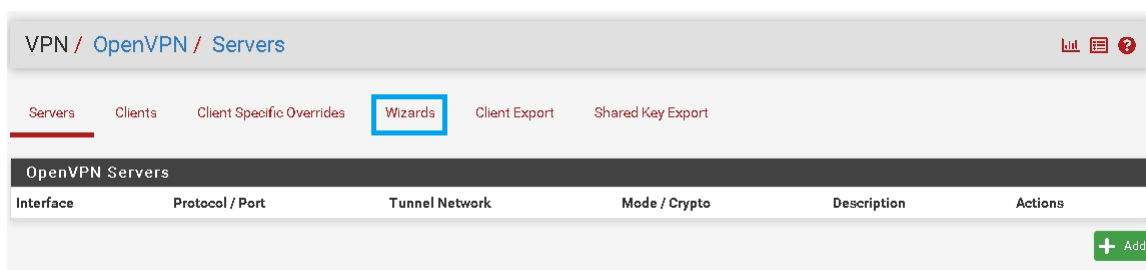 VPN / OpenVPN / Servers
Servers Clients Client Specific Overrides Wizards Client Export Shared Key Export
OpenVPN Servers
Interface Protocol / Port Tunnel Network Mode / Crypto Description Actions
Add